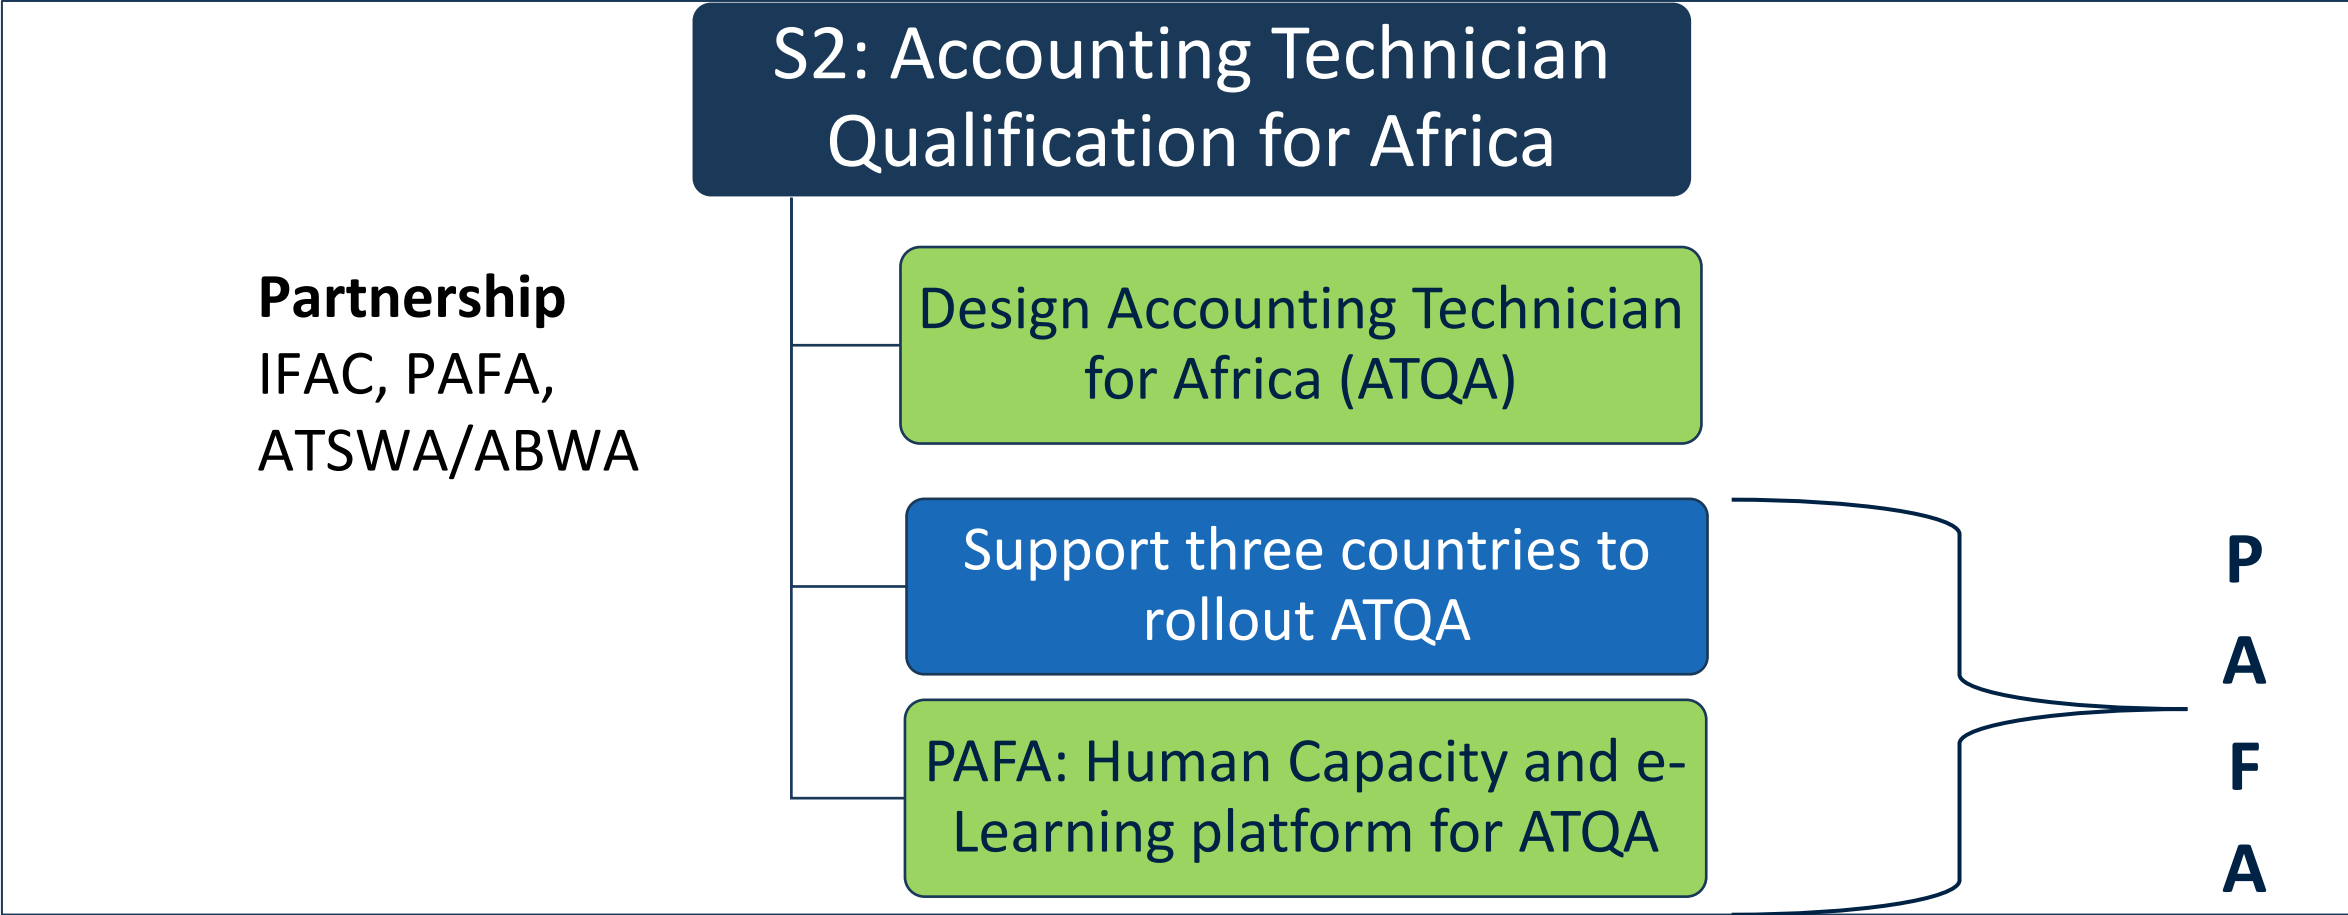 S2: Accounting Technician
Qualification for Africa
Partnership
IFAC, PAFA,
ATSWA/ABWA
Design Accounting Technician
for Africa (ATQA)
Support three countries to
rollout ATQA
PAFA: Human Capacity and e-
Learning platform for ATQA
P
A
F
A